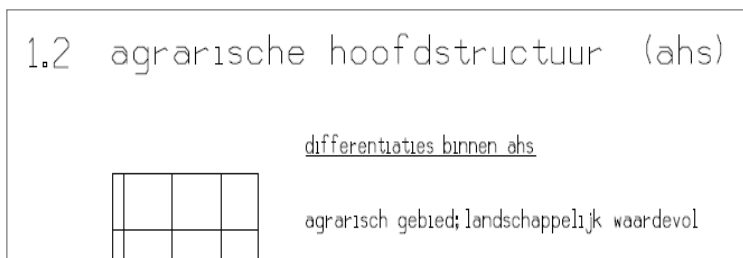 1.2 agrarische hoofdstructuur (ahs)
differentiaties binnen ahs
agrarisch gebied; landschappelijk waardevol